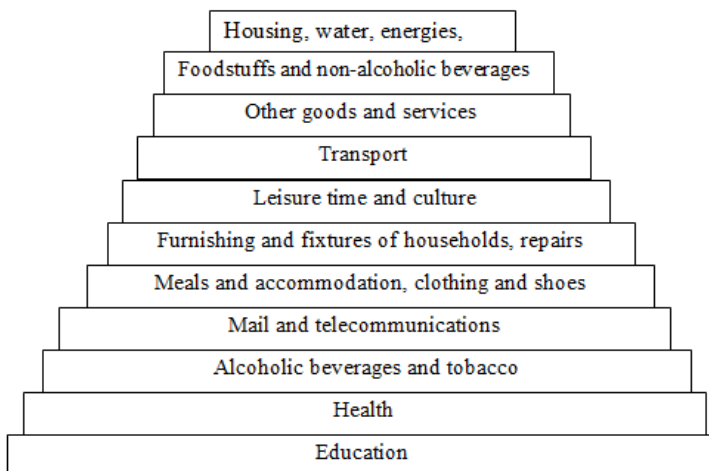 Housing, water, energies,
Foodstuffs and non-alcoholic beverages
Other goods and services
Transport
Leisure time and culture
Furnishing and fixtures of households, repairs
Meals and accommodation, clothing and shoes
Mail and telecommunications
Alcoholic beverages and tobacco
Health
Education